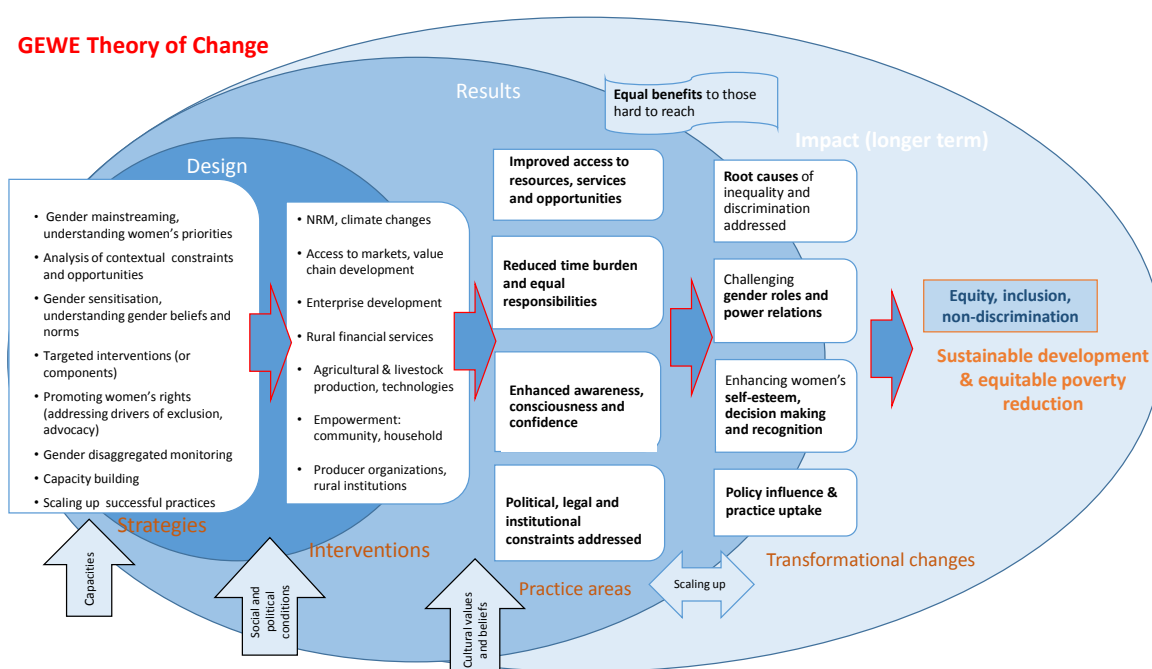 GEWE Theory of Change
Results
Equal benefits to those
hard to reach
Impact (longer term)
Design
• Gender mainstreaming,
understanding women's priorities
• Analysis of contextual constraints
and opportunities
• Gender sensitisation,
understanding gender beliefs and
norms
• Targeted interventions (or
components)
• Promoting women's rights
(addressing drivers of exclusion,
advocacy)
• Gender disaggregated monitoring
• Capacity building
• Scaling up successful practices
Strategies
• NRM, climate changes
• Access to markets, value
chain development
• Enterprise development
• Rural financial services
• Agricultural & livestock
production, technologies
• Empowerment:
community, household
• Producer organizations,
rural institutions
Interventions
Improved access to
resources, services
and opportunities
Reduced time burden
and equal
responsibilities
Enhanced awareness,
consciousness and
confidence
Political, legal and
institutional
constraints addressed
Practice areas
Root causes of
inequality and
discrimination
addressed
Challenging
gender roles and
power relations
Enhancing women's
self-esteem,
decision making
and recognition
Policy influence &
practice uptake
Transformational changes
Scaling up
Equity, inclusion,
non-discrimination
Sustainable development
& equitable poverty
reduction
Capacities
Social and
political
conditions
Cultural values
and beliefs